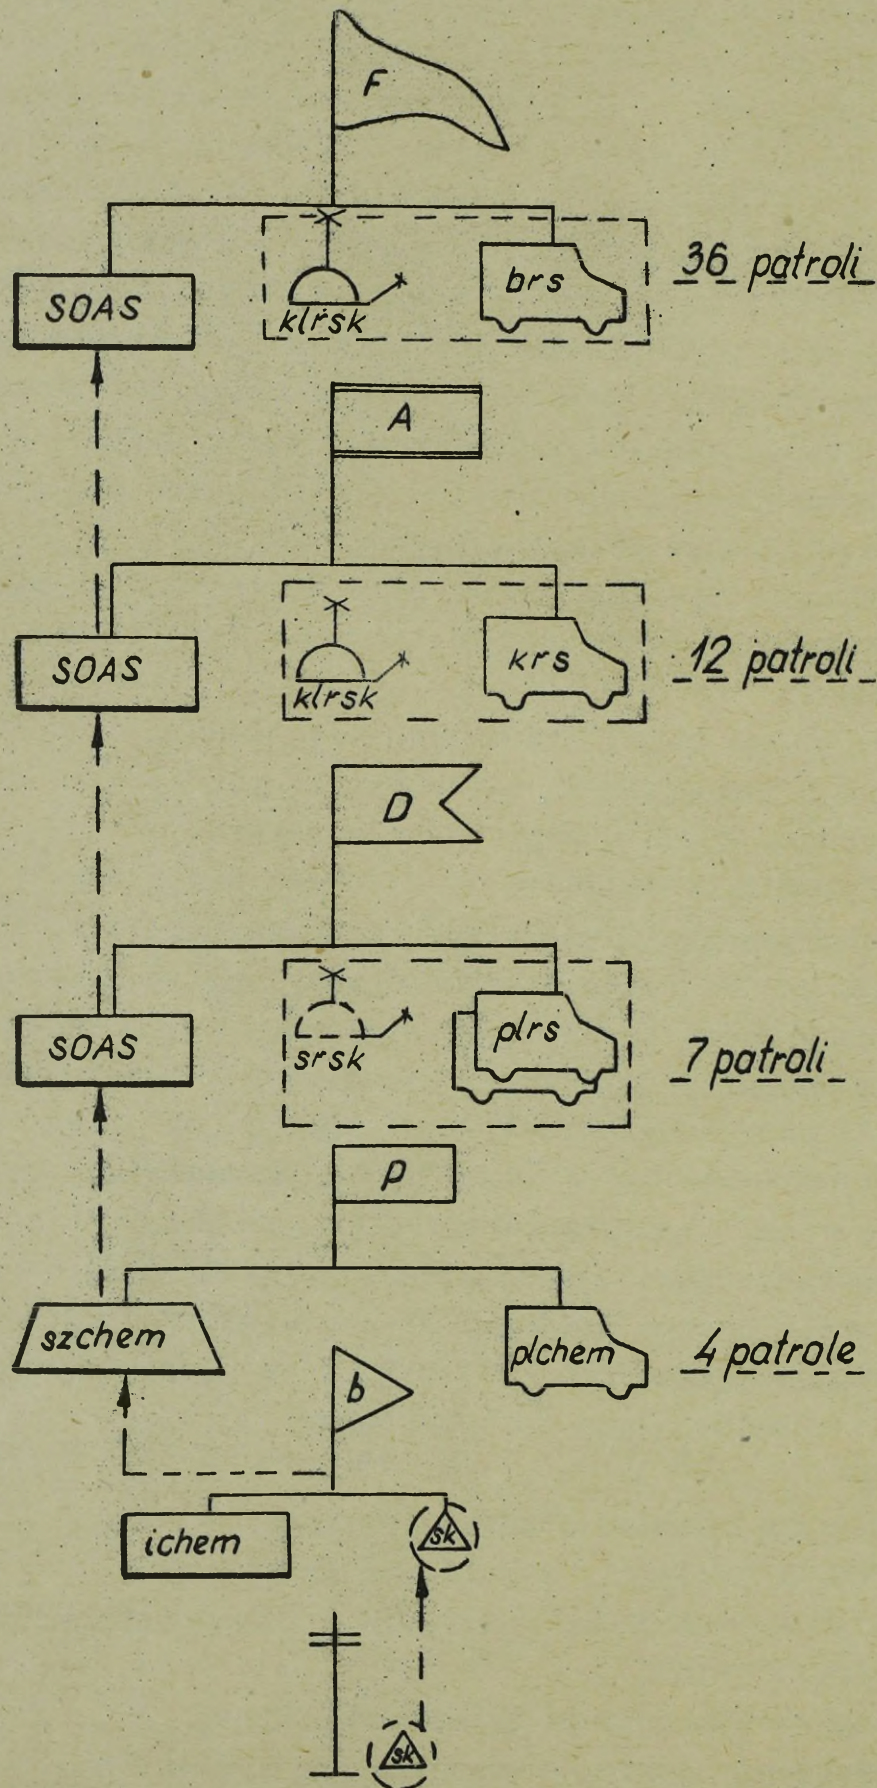 F
SOAS
klrsk
brs
36 patroli
A
SOAS
klrsk
krs
12 patroli
D
SOAS
srsk
plrs
7 patroli
p
szchem
plchem
4 patrole
b
ichem
sk
sk